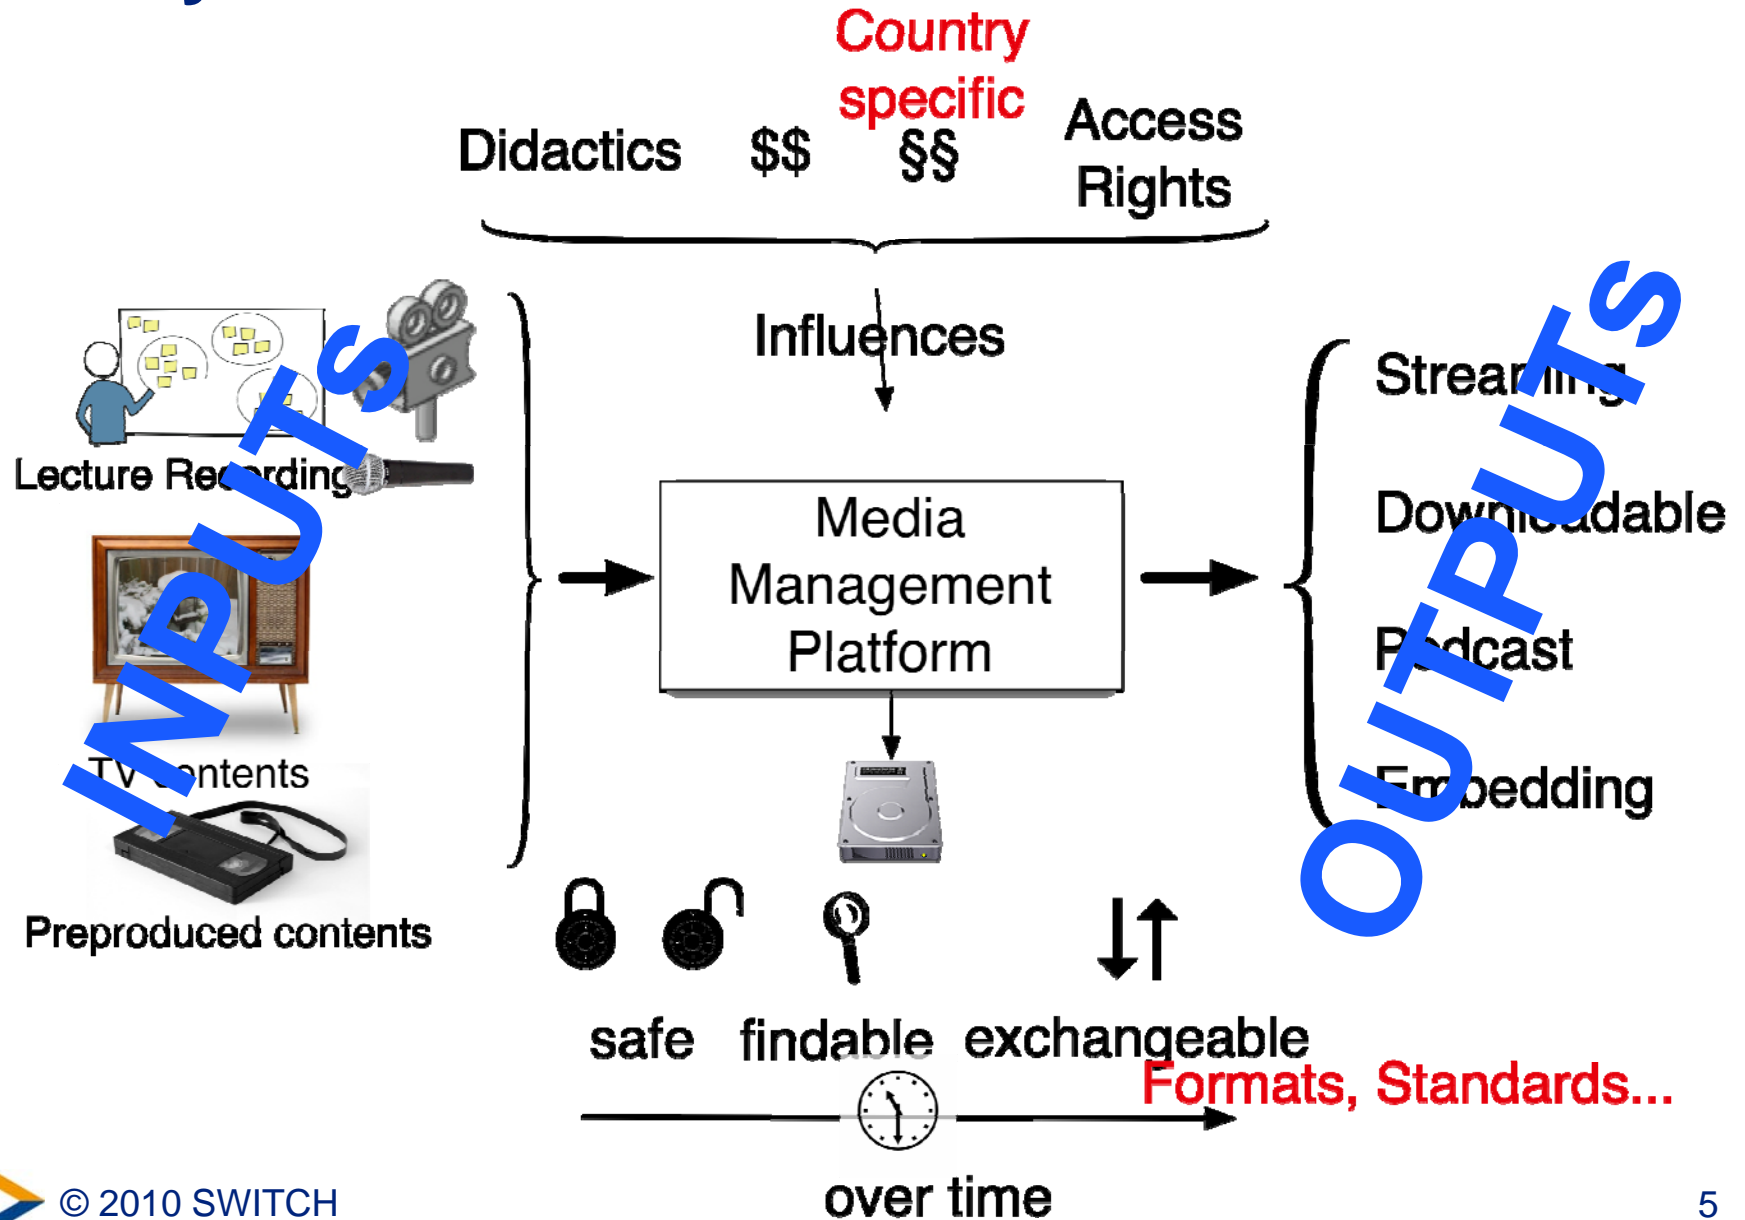 Country
specific
Didactics $$ §§ Access
Rights
Influences
INPUTS
Lecture Recording
TV contents
Preproduced contents
Media
Management
Platform
OUTPUTS
Streaming
Downloadable
Podcast
Embedding
safe findable exchangeable
Formats, Standards...
over time
© 2010 SWITCH
5